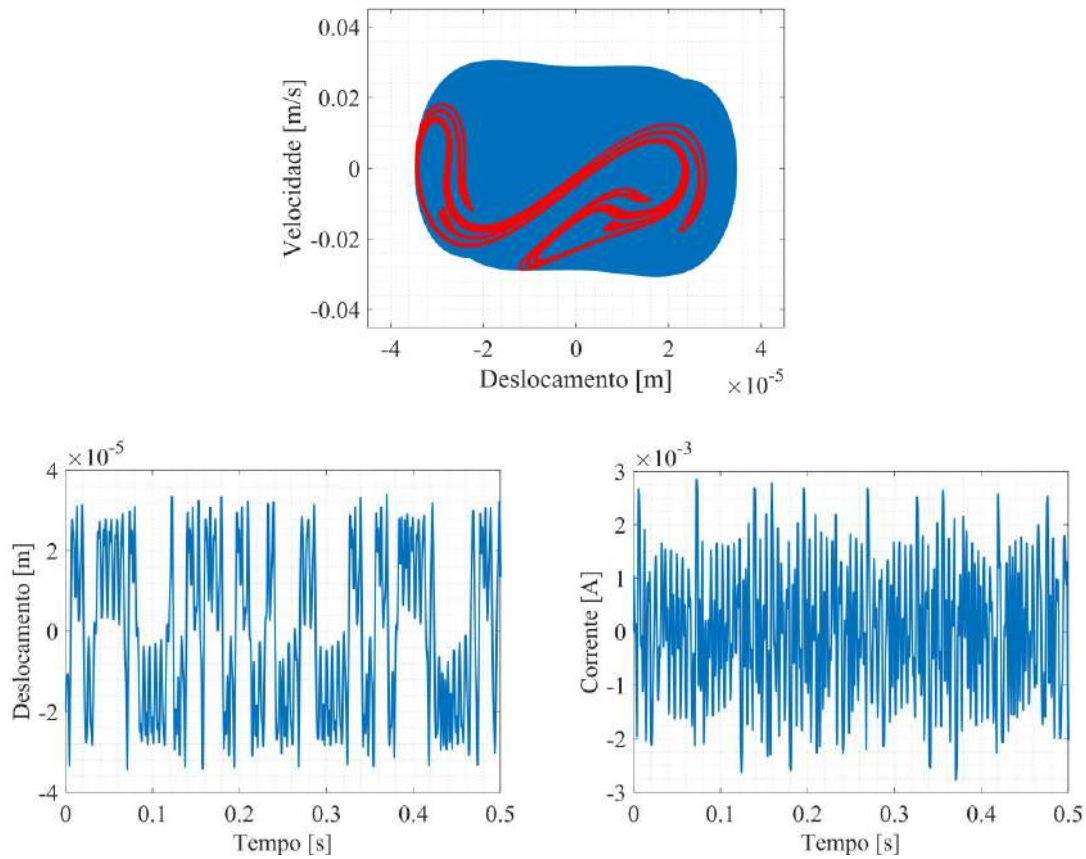 0.04
0.02
0
-0.02
-0.04
Velocidade [m/s]
-4 -2 0 2 4
Deslocamento [m]
×10-5
×10-5
4
2
0
-2
-4
Deslocamento [m]
0 0.1 0.2 0.3 0.4 0.5
Tempo [s]
×10-3
3
2
1
0
-1
-2
-3
Corrente [A]
0 0.1 0.2 0.3 0.4 0.5
Tempo [s]